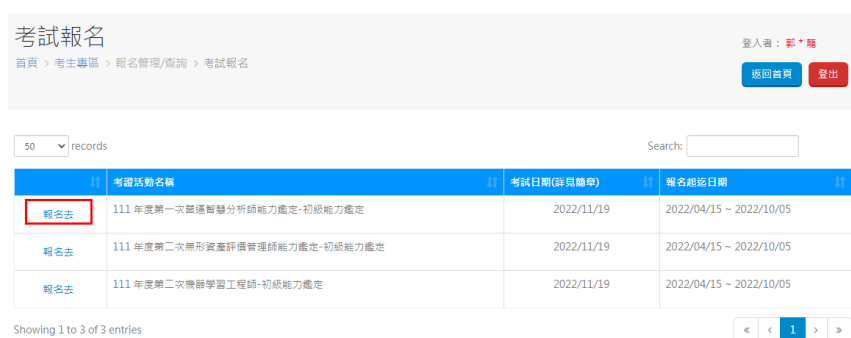 考試報名
首頁 > 考生專區 > 報名管理/查詢 > 考試報名
登入者：郭*龍
返回首頁 登出
50 records
Search:
考證活動名稱 考試日期(詳見簡章) 報名起迄日期
報名去 111 年度第一次營運智慧分析師能力鑑定-初級能力鑑定 2022/11/19 2022/04/15 ~ 2022/10/05
報名去 111 年度第二次無形資產評價管理師能力鑑定-初級能力鑑定 2022/11/19 2022/04/15 ~ 2022/10/05
報名去 111 年度第二次機器學習工程師-初級能力鑑定 2022/11/19 2022/04/15 ~ 2022/10/05
Showing 1 to 3 of 3 entries
« ‹ 1 › »